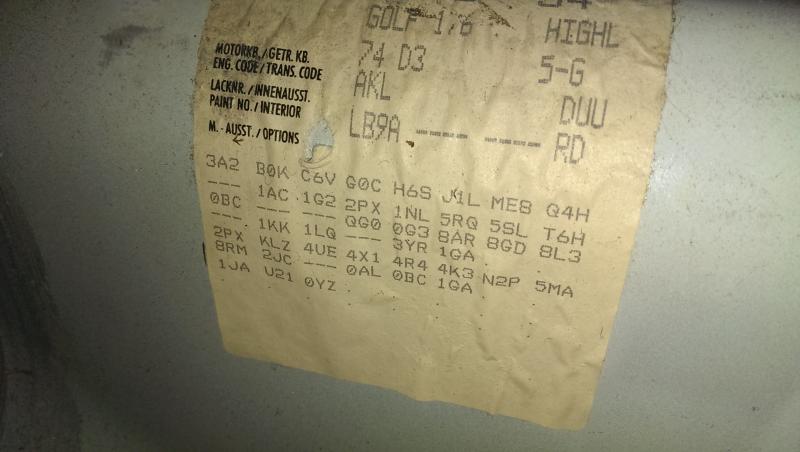 GOLF 1,6 HIGHL
MOTORKB./GETR. KB. 74 D3 5-G
ENG. CODE/TRANS. CODE AKL DUU
LACKNR./INNENAUSST.
PAINT NO./INTERIOR LB9A ---- ---- RD
M.-AUSST./OPTIONS
3A2 B0K C6V G0C H6S J1L ME8 Q4H
--- 1AC 1G2 2PX 1NL 5RQ 5SL T6H
0BC QG0 0G3 8AR 8GD 8L3
--- 1KK 1LQ --- 3YR 1GA
2PX KLZ 4UE 4X1 4R4 4K3 N2P 5MA
8RM 2JC --- 0AL 0BC 1GA
1JA U21 0YZ